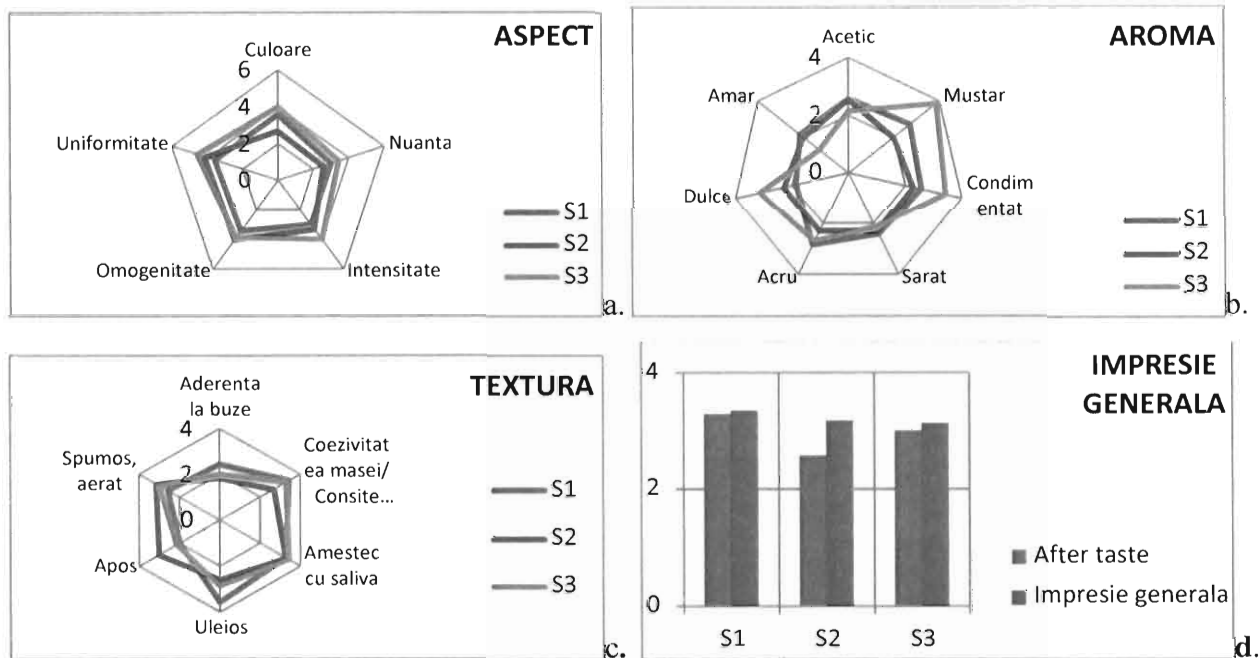 ASPECT
Culoare
6
4
2
0
Uniformitate
Nuanta
Omogenitate
Intensitate
S1
S2
S3
a.
AROMA
Acetic
4
2
0
Amar
Mustar
Dulce
Condim
entat
Acru
Sarat
S1
S2
S3
b.
TEXTURA
Aderenta
la buze
4
2
0
Spumos,
aerat
Coezivitat
ea masei/
Consite...
Apos
Amestec
cu saliva
Uleios
S1
S2
S3
c.
IMPRESIE
GENERALA
4
2
0
S1
S2
S3
After taste
Impresie generala
d.